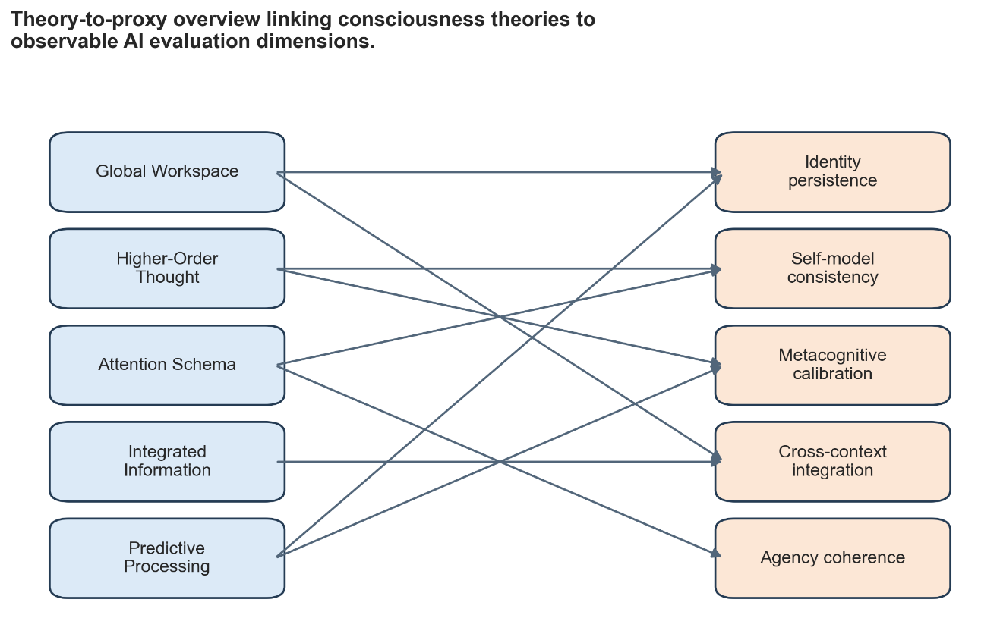 Theory-to-proxy overview linking consciousness theories to
observable AI evaluation dimensions.
Global Workspace
Higher-Order
Thought
Attention Schema
Integrated
Information
Predictive
Processing
Identity
persistence
Self-model
consistency
Metacognitive
calibration
Cross-context
integration
Agency coherence